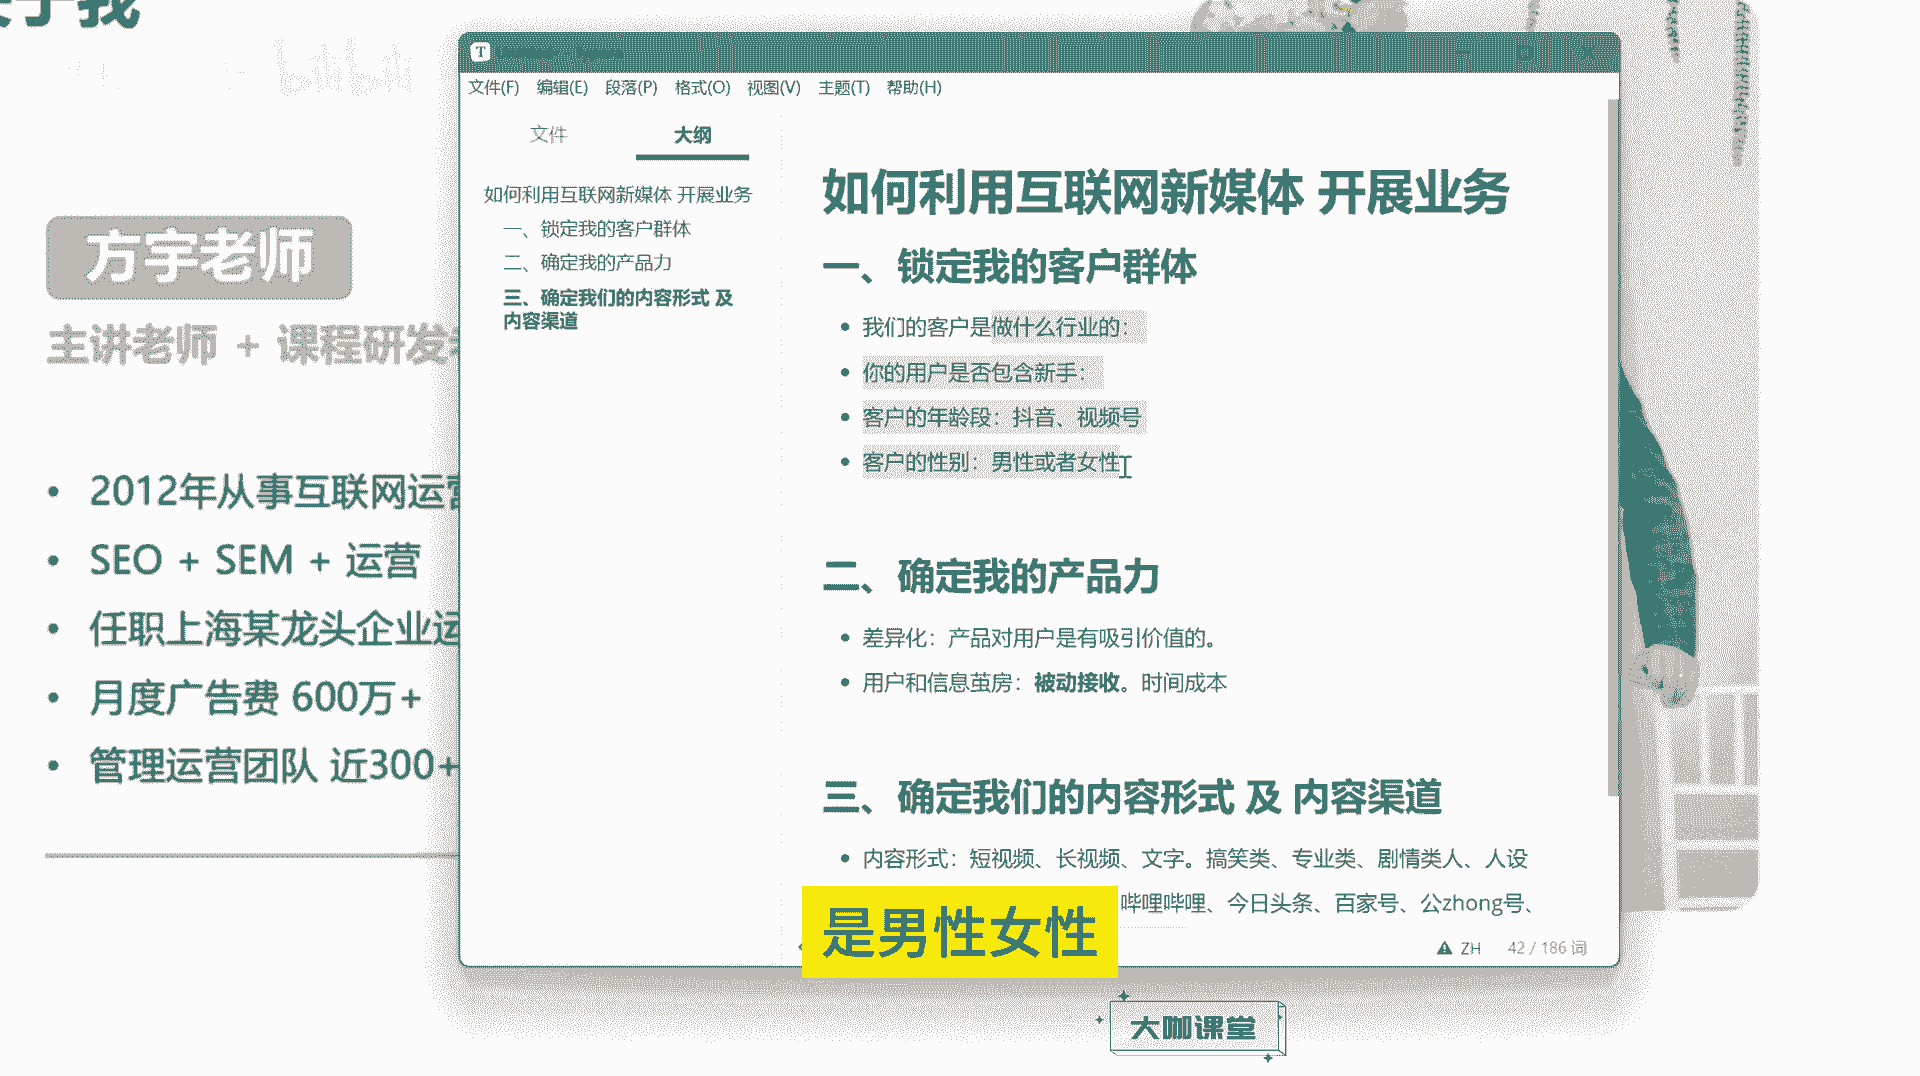 于我
bilibili
方宇老师
主讲老师 + 课程研发
2012年从事互联网运营
SEO + SEM + 运营
任职上海某龙头企业运
月度广告费 600万+
管理运营团队 近300+
文件(F) 编辑(E) 段落(P) 格式(O) 视图(V) 主题(T) 帮助(H)
文件 大纲
如何利用互联网新媒体 开展业务
一、锁定我的客户群体
二、确定我的产品力
三、确定我们的内容形式 及
内容渠道
如何利用互联网新媒体 开展业务
一、锁定我的客户群体
我们的客户是做什么行业的：
你的用户是否包含新手：
客户的年龄段：抖音、视频号
客户的性别：男性或者女性
二、确定我的产品力
差异化：产品对用户是有吸引价值的。
用户和信息茧房：被动接收。时间成本
三、确定我们的内容形式 及 内容渠道
内容形式：短视频、长视频、文字。搞笑类、专业类、剧情类人、人设
哔哩哔哩、今日头条、百家号、公zhong号、
是男性女性
ZH 42 / 186 词
大咖课堂